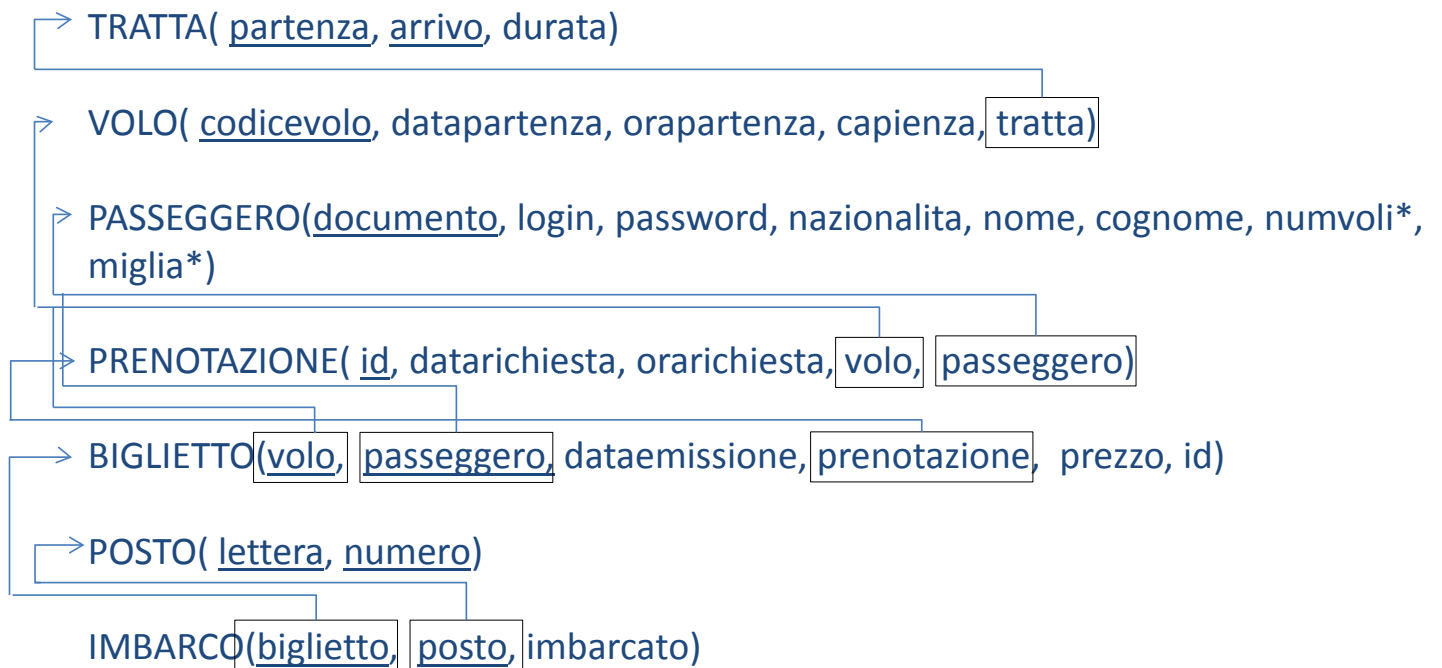 TRATTA( partenza, arrivo, durata)
VOLO( codicevolo, datapartenza, orapartenza, capienza, tratta)
PASSEGGERO(documento, login, password, nazionalita, nome, cognome, numvoli*,
miglia*)
PRENOTAZIONE( id, datarichiesta, orarichiesta, volo, passeggero)
BIGLIETTO(volo, passeggero, dataemissione, prenotazione, prezzo, id)
POSTO( lettera, numero)
IMBARCO(biglietto, posto, imbarcato)